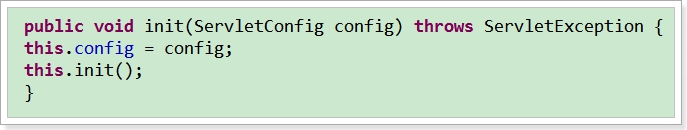 public void init(ServletConfig config) throws ServletException {
this.config = config;
this.init();
}